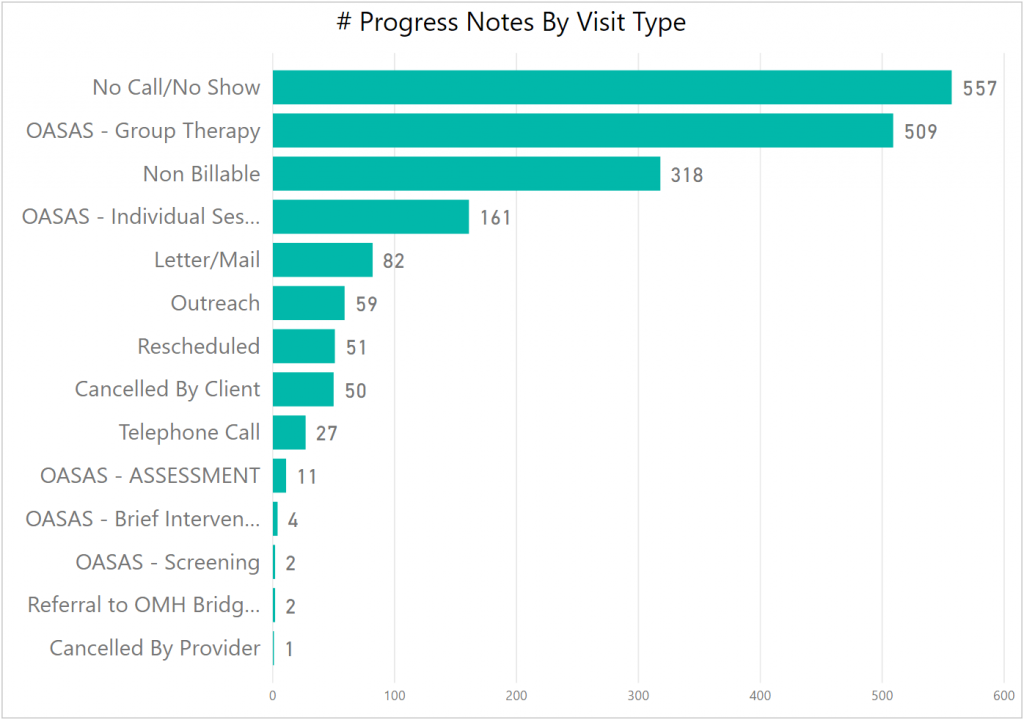 # Progress Notes By Visit Type
No Call/No Show 557
OASAS - Group Therapy 509
Non Billable 318
OASAS - Individual Ses... 161
Letter/Mail 82
Outreach 59
Rescheduled 51
Cancelled By Client 50
Telephone Call 27
OASAS - ASSESSMENT 11
OASAS - Brief Interven... 4
OASAS - Screening 2
Referral to OMH Bridg... 2
Cancelled By Provider 1
0 100 200 300 400 500 600